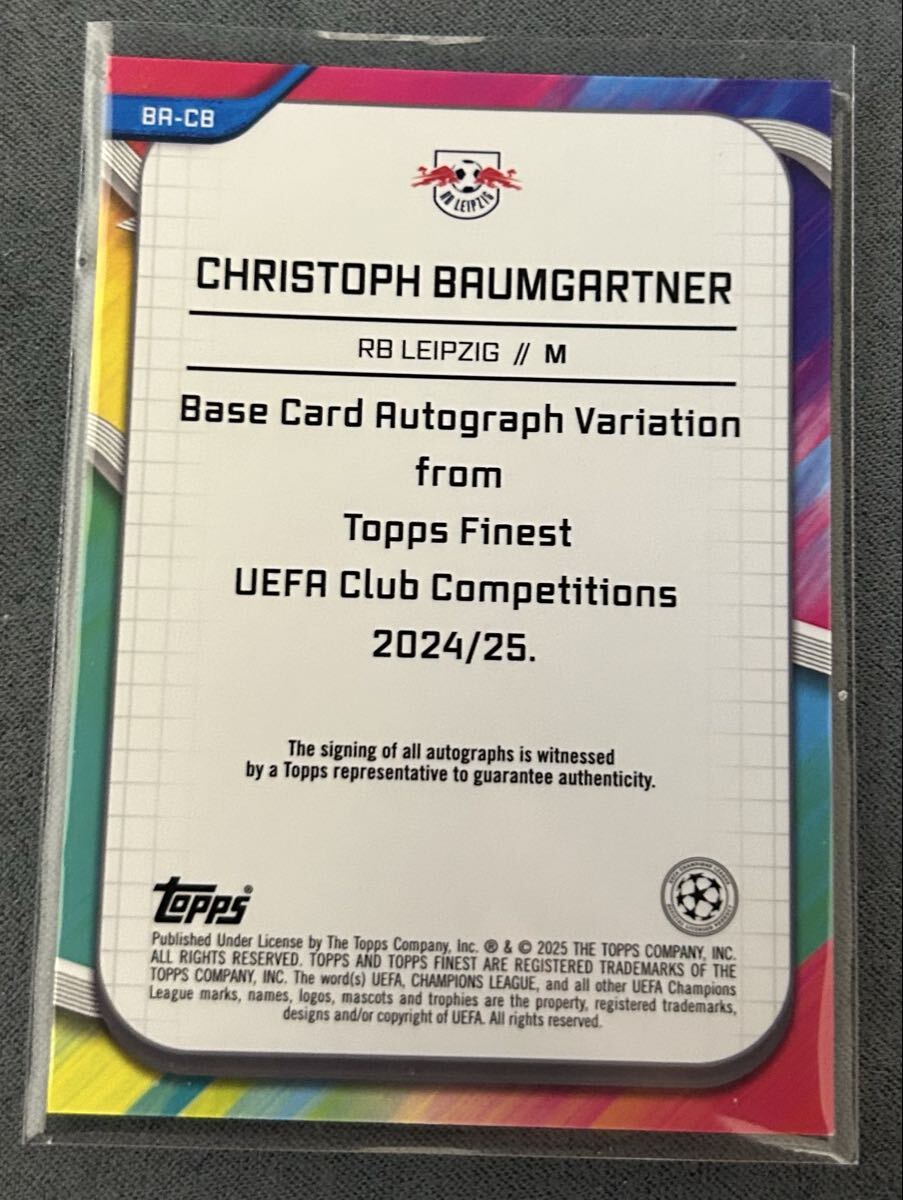 BA-CB
RB LEIPZIG
CHRISTOPH BAUMGARTNER
RB LEIPZIG // M
Base Card Autograph Variation
from
Topps Finest
UEFA Club Competitions
2024/25.
The signing of all autographs is witnessed
by a Topps representative to guarantee authenticity.
topps®
Published Under License by The Topps Company, Inc. ® & © 2025 THE TOPPS COMPANY, INC.
ALL RIGHTS RESERVED. TOPPS AND TOPPS FINEST ARE REGISTERED TRADEMARKS OF THE
TOPPS COMPANY, INC. The word(s) UEFA, CHAMPIONS LEAGUE, and all other UEFA Champions
League marks, names, logos, mascots and trophies are the property, registered trademarks,
designs and/or copyright of UEFA. All rights reserved.